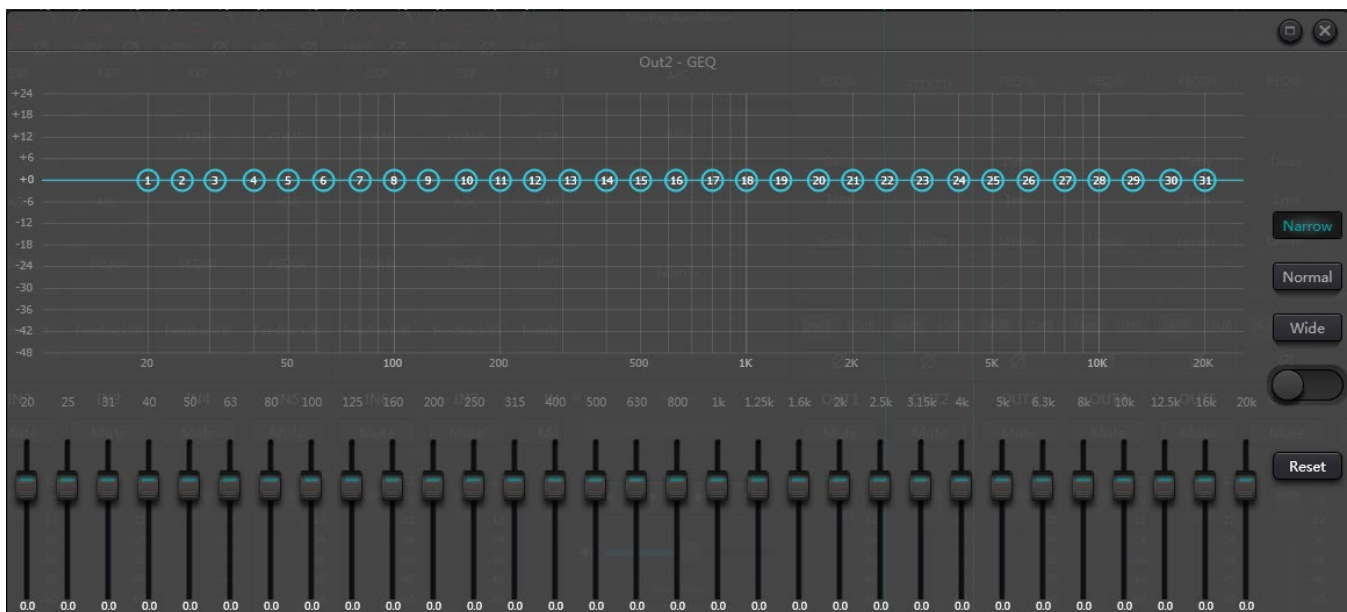 Out2 - GEQ
+24
+18
+12
+6
+0
-6
-12
-18
-24
-30
-36
-42
-48
1 2 3 4 5 6 7 8 9 10 11 12 13 14 15 16 17 18 19 20 21 22 23 24 25 26 27 28 29 30 31
20 50 100 200 500 1K 2K 5K 10K 20K
Narrow
Normal
Wide
20 25 31 40 50 63 80 100 125 160 200 250 315 400 500 630 800 1k 1.25k 1.6k 2k 2.5k 3.15k 4k 5k 6.3k 8k 10k 12.5k 16k 20k
Reset
0.0 0.0 0.0 0.0 0.0 0.0 0.0 0.0 0.0 0.0 0.0 0.0 0.0 0.0 0.0 0.0 0.0 0.0 0.0 0.0 0.0 0.0 0.0 0.0 0.0 0.0 0.0 0.0 0.0 0.0 0.0